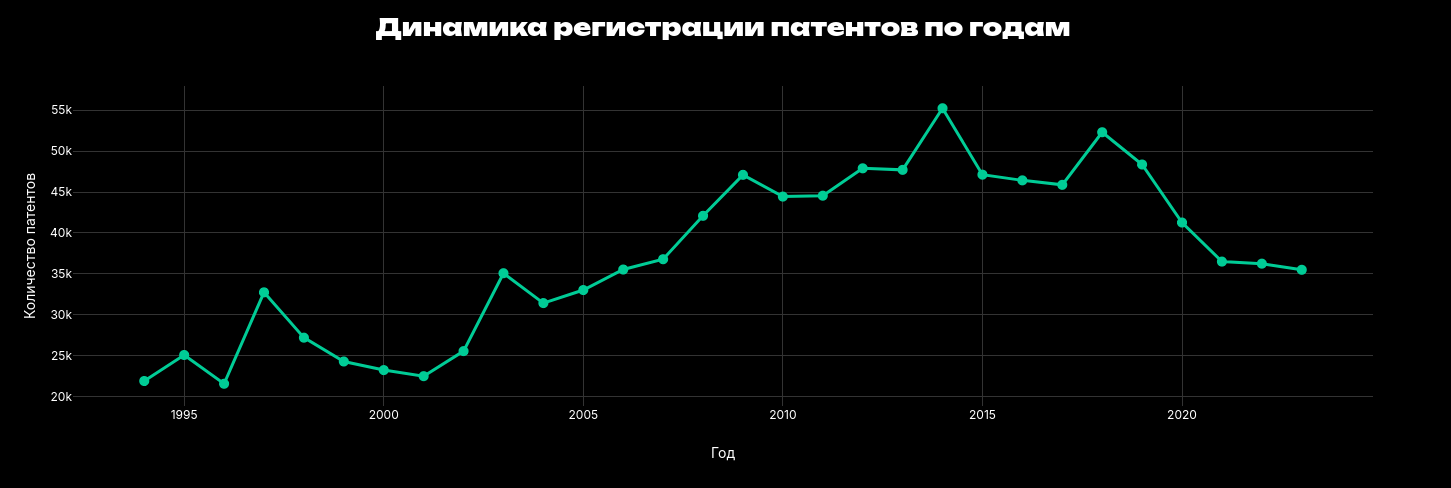 Динамика регистрации патентов по годам
Количество патентов
55k
50k
45k
40k
35k
30k
25k
20k
1995 2000 2005 2010 2015 2020
Год